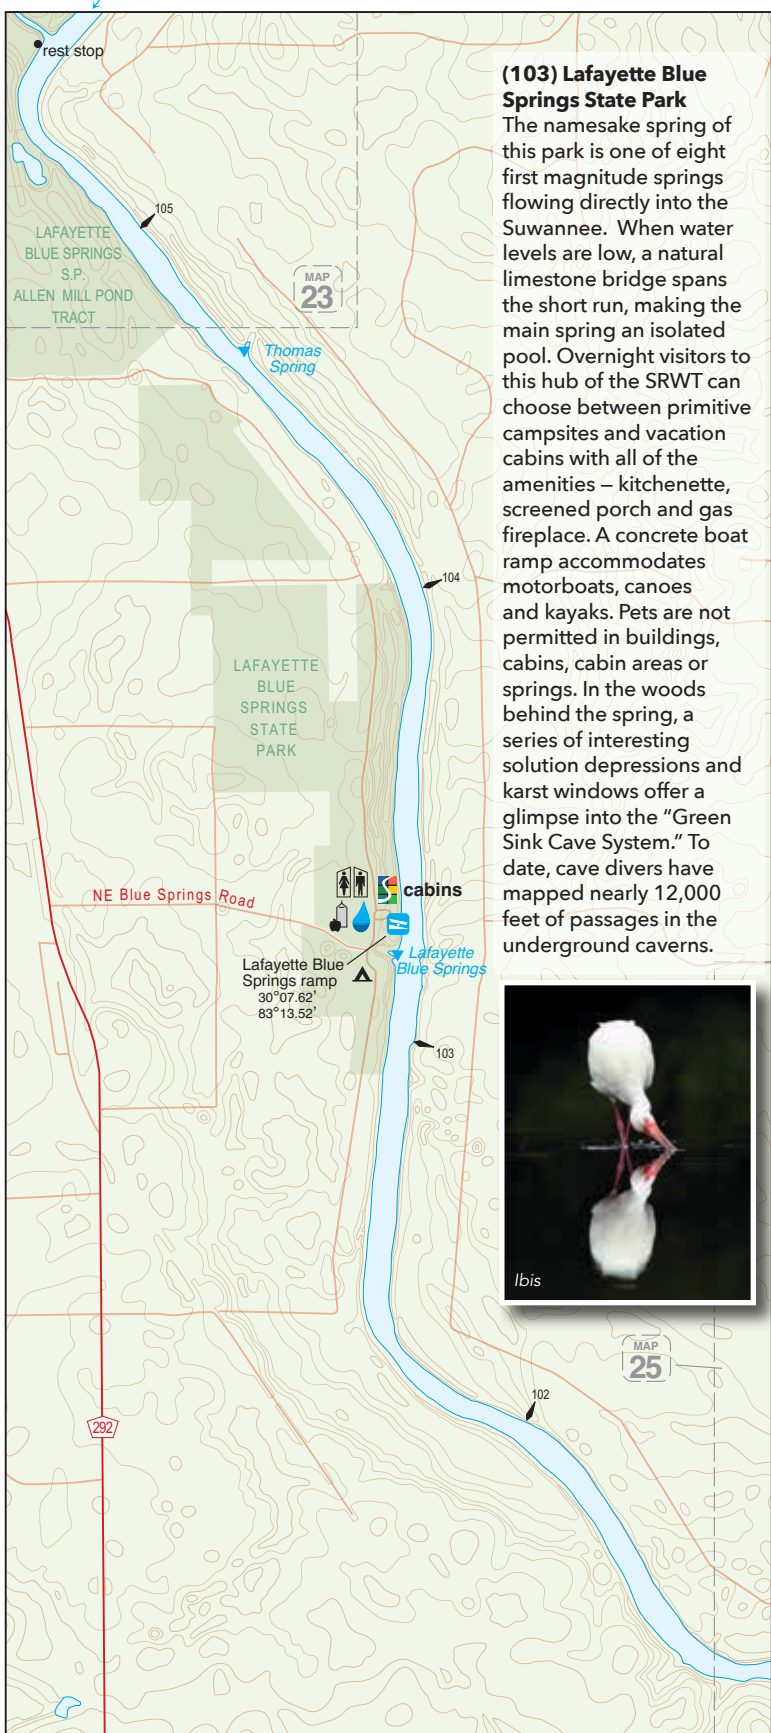 rest stop
105
LAFAYETTE
BLUE SPRINGS
S.P.
ALLEN MILL POND
TRACT
MAP
23
Thomas
Spring
104
LAFAYETTE
BLUE
SPRINGS
STATE
PARK
NE Blue Springs Road
cabins
Lafayette Blue
Springs ramp
30°07.62’
83°13.52’
Lafayette
Blue Springs
103
292
102
MAP
25
(103) Lafayette Blue
Springs State Park
The namesake spring of
this park is one of eight
first magnitude springs
flowing directly into the
Suwannee. When water
levels are low, a natural
limestone bridge spans
the short run, making the
main spring an isolated
pool. Overnight visitors to
this hub of the SRWT can
choose between primitive
campsites and vacation
cabins with all of the
amenities – kitchenette,
screened porch and gas
fireplace. A concrete boat
ramp accommodates
motorboats, canoes
and kayaks. Pets are not
permitted in buildings,
cabins, cabin areas or
springs. In the woods
behind the spring, a
series of interesting
solution depressions and
karst windows offer a
glimpse into the “Green
Sink Cave System.” To
date, cave divers have
mapped nearly 12,000
feet of passages in the
underground caverns.
Ibis